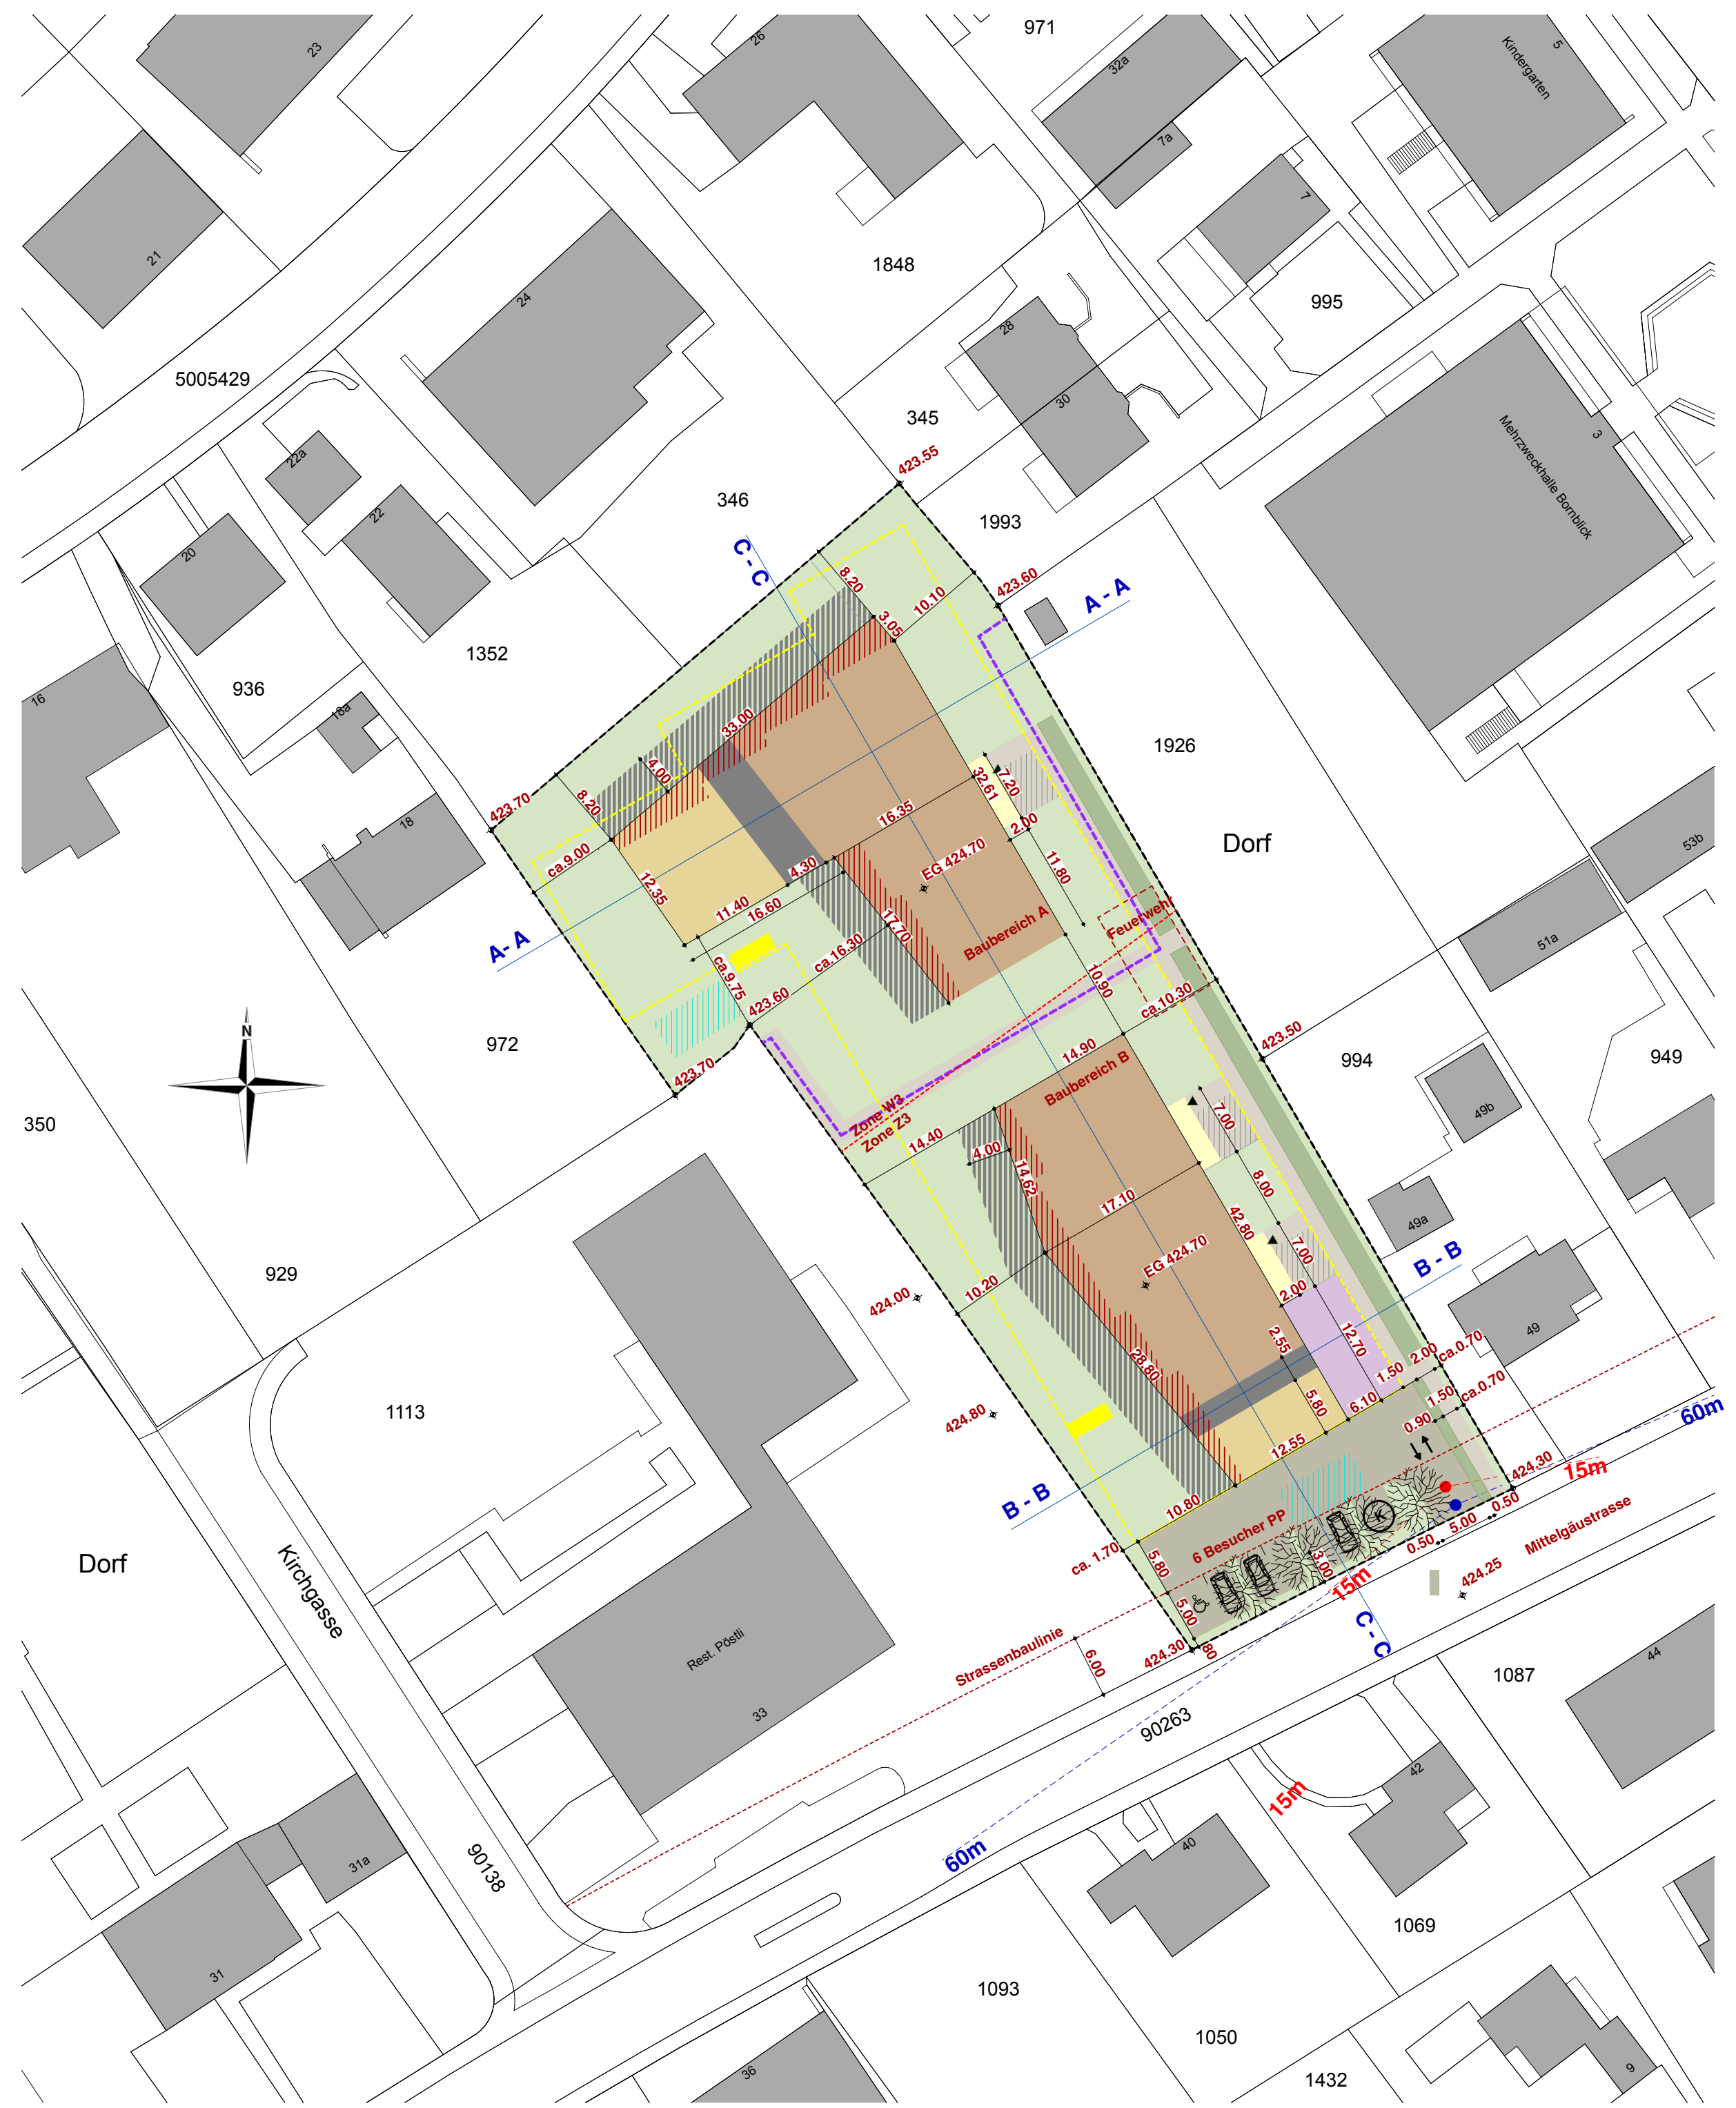 971
23
26
32a
5
Kindergarten
7a
7
21
24
1848
995
28
5005429
30
345
3
Mehrzweckhalle Bornblick
22a
423.55
346
22
1993
C - C
20
8.20
423.60
10.10
A - A
3.05
1352
936
16
18a
33.00
1926
4.00
7.20
32.61
423.70
8.20
16.35
18
2.00
Dorf
53b
ca.9.00
EG 424.70
11.80
4.30
12.35
11.40
16.60
17.70
Baubereich A
Feuerwehr
51a
A- A
ca.16.30
ca.9.75
10.90
423.60
ca.10.30
N
972
423.50
14.90
994
949
423.70
Baubereich B
350
Zone W3
Zone Z3
7.00
49b
14.40
4.00
14.62
8.00
17.10
49a
42.80
929
EG 424.70
7.00
B - B
10.20
424.00
2.00
49
12.70
2.55
28.80
ca.0.70
2.00
1.50
ca.0.70
5.80
6.10
1.50
1113
424.80
0.90
60m
12.55
424.30
15m
B - B
10.80
6 Besucher PP
K
0.50
5.00
0.50
Mittelgäustrasse
ca. 1.70
5.80
3.00
15m
424.25
Dorf
Kirchgasse
5.00
C - C
Strassenbaulinie
424.30
80
6.00
Rest. Pöstli
33
1087
44
90263
42
15m
60m
40
31a
90138
1069
31
1093
1050
36
1432
9